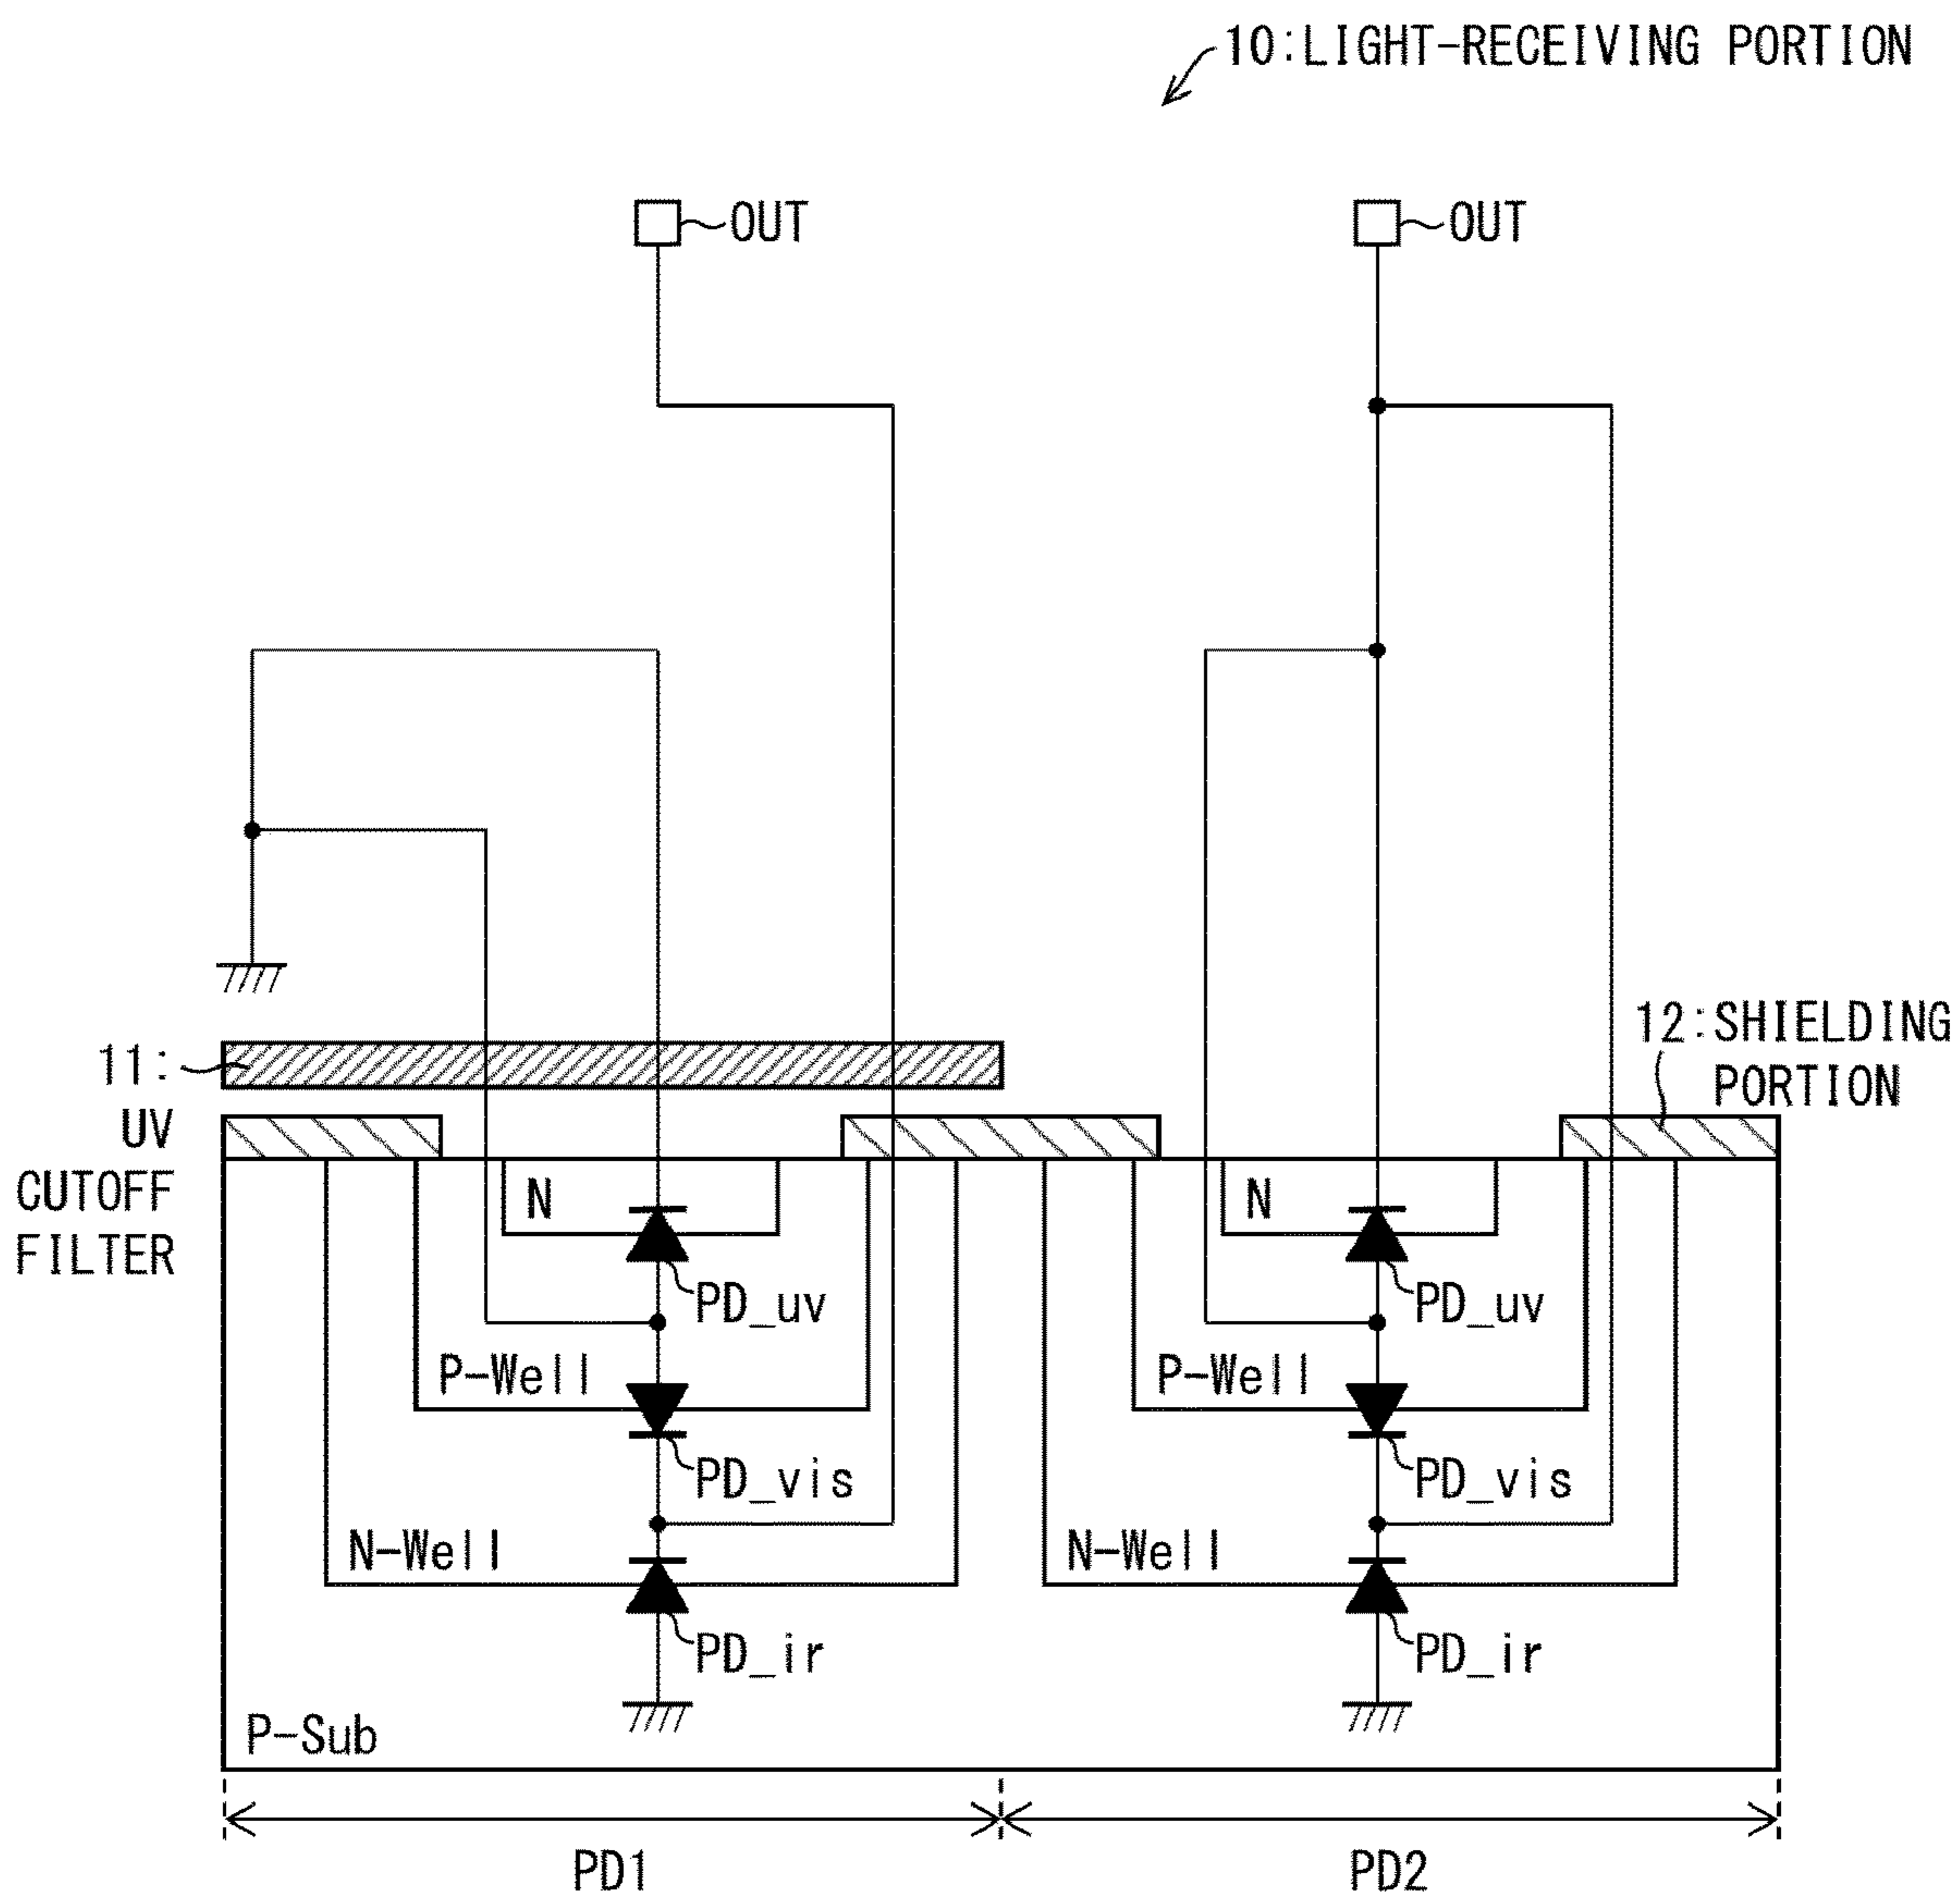 10:LIGHT-RECEIVING PORTION
OUT
OUT
11:
UV
CUTOFF
FILTER
12:SHIELDING
PORTION
N
N
PD_uv
PD_uv
P-Well
P-Well
PD_vis
PD_vis
N-Well
N-Well
PD_ir
PD_ir
P-Sub
PD1
PD2